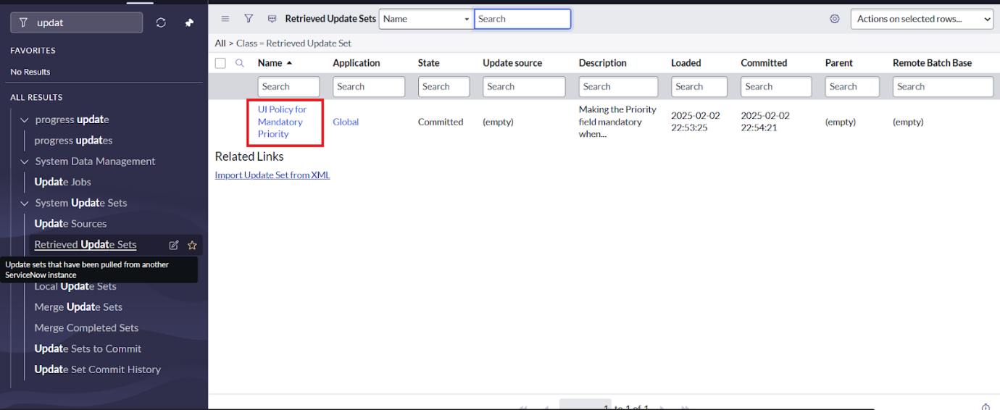 updat
FAVORITES
No Results
ALL RESULTS
progress update
progress updates
System Data Management
Update Jobs
System Update Sets
Update Sources
Retrieved Update Sets
Update sets that have been pulled from another
ServiceNow instance
Local Update Sets
Merge Update Sets
Merge Completed Sets
Update Sets to Commit
Update Set Commit History
Retrieved Update Sets Name Search Actions on selected rows...
All > Class = Retrieved Update Set
Name Application State Update source Description Loaded Committed Parent Remote Batch Base
Search Search Search Search Search Search Search Search Search
UI Policy for
Mandatory
Priority
Global
Committed
(empty)
Making the Priority
field mandatory
when...
2025-02-02
22:53:25
2025-02-02
22:54:21
(empty)
(empty)
Related Links
Import Update Set from XML
1 to 1 of 1